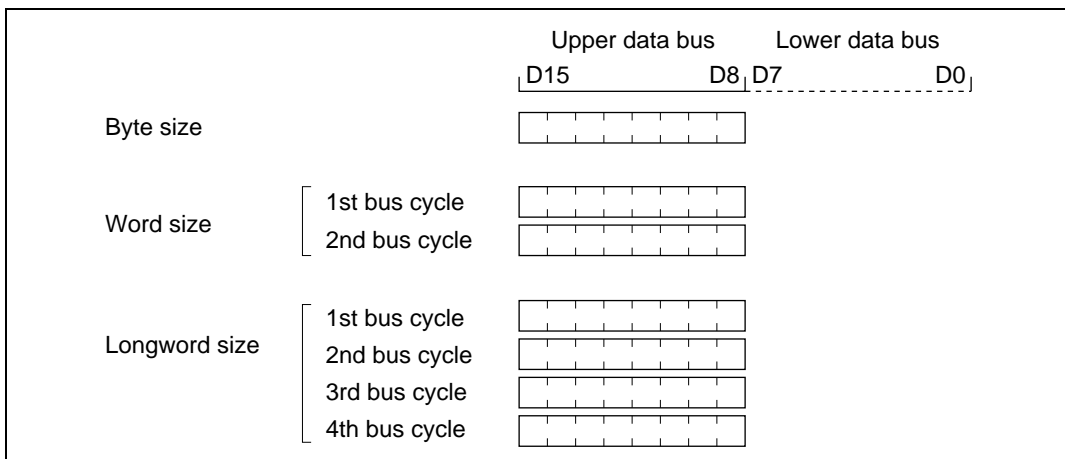 Upper data bus Lower data bus
D15 D8 D7 D0
Byte size
Word size
1st bus cycle
2nd bus cycle
Longword size
1st bus cycle
2nd bus cycle
3rd bus cycle
4th bus cycle